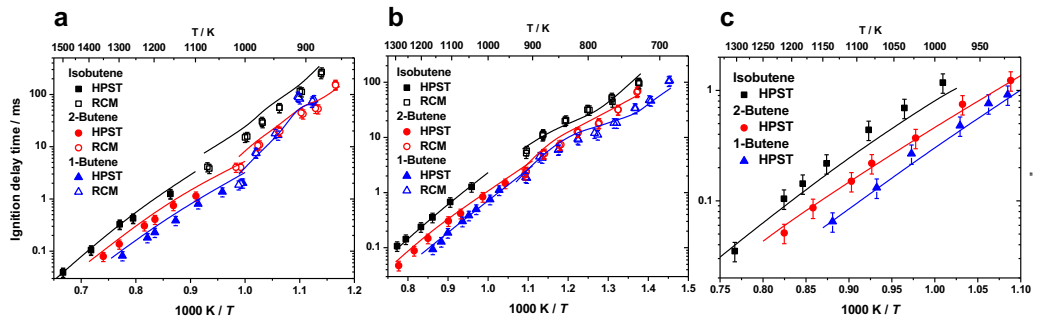 a
T / K
1500 1400 1300 1200 1100 1000 900
Ignition delay time / ms
100
10
1
0.1
Isobutene
HPST
RCM
2-Butene
HPST
RCM
1-Butene
HPST
RCM
0.7 0.8 0.9 1.0 1.1 1.2
1000 K / T
b
T / K
1300 1200 1100 1000 900 800 700
100
10
1
0.1
Isobutene
HPST
RCM
2-Butene
HPST
RCM
1-Butene
HPST
RCM
0.7 0.8 0.9 1.0 1.1 1.2 1.3 1.4 1.5
1000 K / T
c
T / K
1300 1250 1200 1150 1100 1050 1000 950
1
0.1
Isobutene
HPST
2-Butene
HPST
1-Butene
HPST
0.75 0.80 0.85 0.90 0.95 1.00 1.05 1.10
1000 K / T